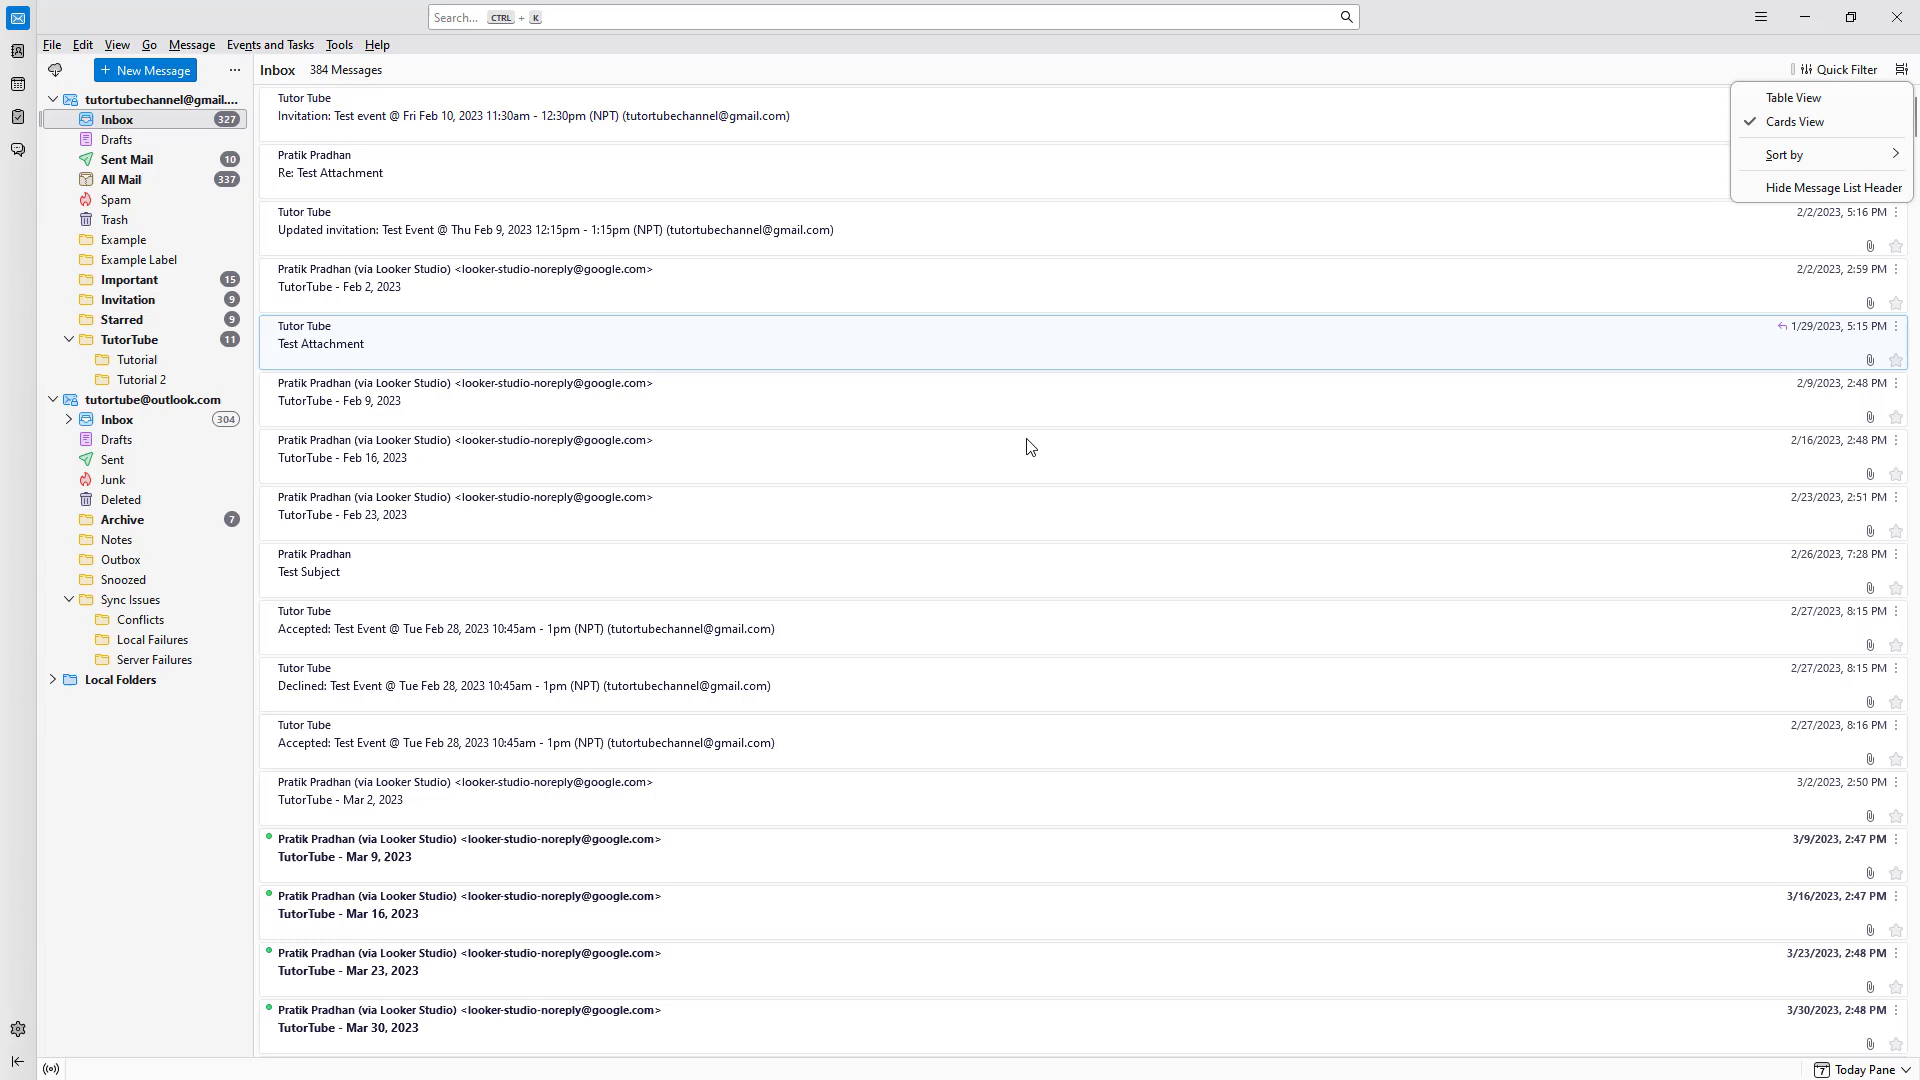 Search... CTRL + K
File Edit View Go Message Events and Tasks Tools Help
+ New Message
Inbox 384 Messages
Quick Filter
Table View
Cards View
Sort by
Hide Message List Header
tutortubechannel@gmail....
Inbox 327
Drafts
Sent Mail 10
All Mail 337
Spam
Trash
Example
Example Label
Important 15
Invitation 9
Starred 9
TutorTube 11
Tutorial
Tutorial 2
tutortube@outlook.com
Inbox 304
Drafts
Sent
Junk
Deleted
Archive 7
Notes
Outbox
Snoozed
Sync Issues
Conflicts
Local Failures
Server Failures
Local Folders
Tutor Tube
Invitation: Test event @ Fri Feb 10, 2023 11:30am - 12:30pm (NPT) (tutortubechannel@gmail.com)
Pratik Pradhan
Re: Test Attachment
Tutor Tube 2/2/2023, 5:16 PM
Updated invitation: Test Event @ Thu Feb 9, 2023 12:15pm - 1:15pm (NPT) (tutortubechannel@gmail.com)
Pratik Pradhan (via Looker Studio) <looker-studio-noreply@google.com> 2/2/2023, 2:59 PM
TutorTube - Feb 2, 2023
Tutor Tube 1/29/2023, 5:15 PM
Test Attachment
Pratik Pradhan (via Looker Studio) <looker-studio-noreply@google.com> 2/9/2023, 2:48 PM
TutorTube - Feb 9, 2023
Pratik Pradhan (via Looker Studio) <looker-studio-noreply@google.com> 2/16/2023, 2:48 PM
TutorTube - Feb 16, 2023
Pratik Pradhan (via Looker Studio) <looker-studio-noreply@google.com> 2/23/2023, 2:51 PM
TutorTube - Feb 23, 2023
Pratik Pradhan 2/26/2023, 7:28 PM
Test Subject
Tutor Tube 2/27/2023, 8:15 PM
Accepted: Test Event @ Tue Feb 28, 2023 10:45am - 1pm (NPT) (tutortubechannel@gmail.com)
Tutor Tube 2/27/2023, 8:15 PM
Declined: Test Event @ Tue Feb 28, 2023 10:45am - 1pm (NPT) (tutortubechannel@gmail.com)
Tutor Tube 2/27/2023, 8:16 PM
Accepted: Test Event @ Tue Feb 28, 2023 10:45am - 1pm (NPT) (tutortubechannel@gmail.com)
Pratik Pradhan (via Looker Studio) <looker-studio-noreply@google.com> 3/2/2023, 2:50 PM
TutorTube - Mar 2, 2023
Pratik Pradhan (via Looker Studio) <looker-studio-noreply@google.com> 3/9/2023, 2:47 PM
TutorTube - Mar 9, 2023
Pratik Pradhan (via Looker Studio) <looker-studio-noreply@google.com> 3/16/2023, 2:47 PM
TutorTube - Mar 16, 2023
Pratik Pradhan (via Looker Studio) <looker-studio-noreply@google.com> 3/23/2023, 2:48 PM
TutorTube - Mar 23, 2023
Pratik Pradhan (via Looker Studio) <looker-studio-noreply@google.com> 3/30/2023, 2:48 PM
TutorTube - Mar 30, 2023
7 Today Pane